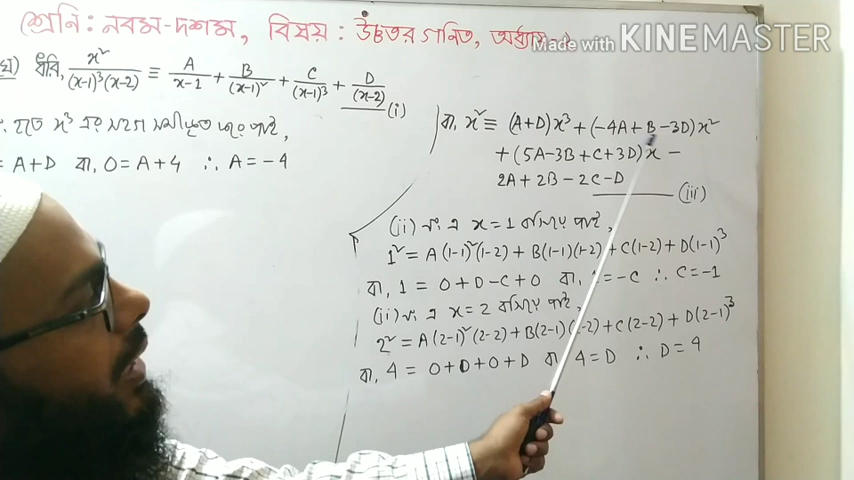 শ্রেনি: নবম-দশম, বিষয় : উচ্চতর গনিত, অধ্যায়-
Made with KINEMASTER
ঘ) ধরি, x²/((x-1)³(x-2)) ≡ A/(x-1) + B/(x-1)² + C/(x-1)³ + D/(x-2) (i)
হতে x³ এর সহগ সমীকৃত করে পাই,
= A+D বা, 0 = A+4 ∴ A = -4
বা, x² ≡ (A+D)x³ + (-4A+B-3D)x²
+ (5A-3B+C+3D)x -
2A+2B-2C-D (iii)
(ii) নং এ x=1 বসিয়ে পাই,
1² = A(1-1)²(1-2) + B(1-1)(1-2) + C(1-2) + D(1-1)³
বা, 1 = 0+0-C+0 বা, = -C ∴ C = -1
(ii) নং এ x=2 বসিয়ে পাই,
2² = A(2-1)²(2-2) + B(2-1)(2-2) + C(2-2) + D(2-1)³
বা, 4 = 0+0+0+D বা 4 = D ∴ D = 4